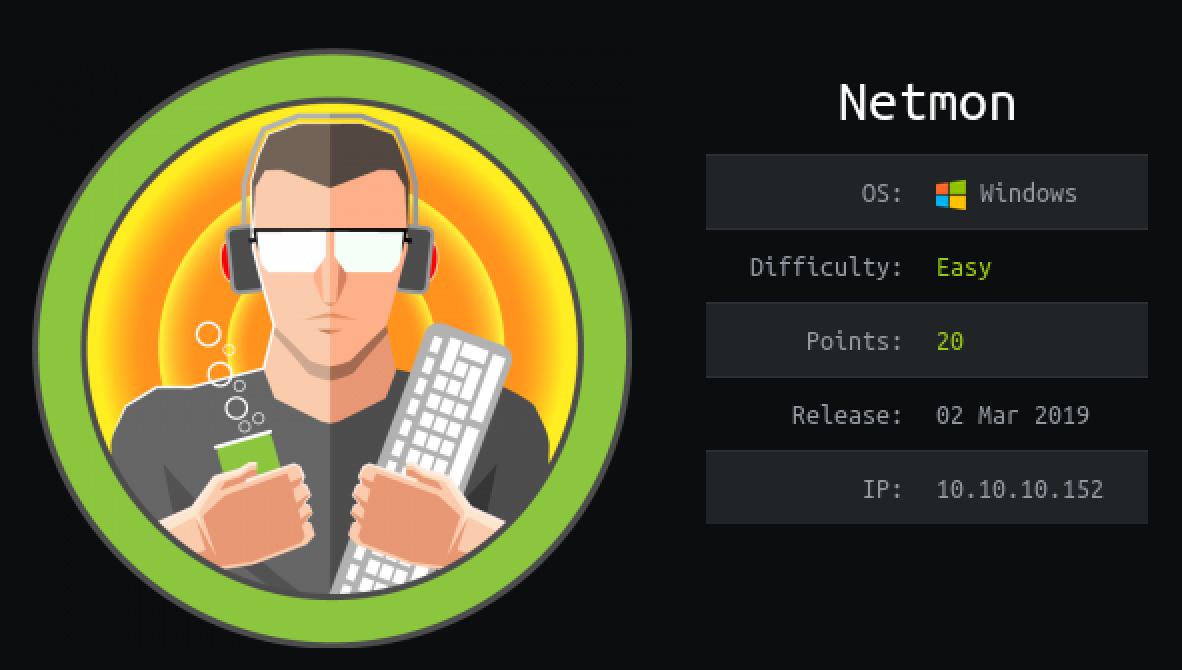 Netmon
OS: Windows
Difficulty: Easy
Points: 20
Release: 02 Mar 2019
IP: 10.10.10.152